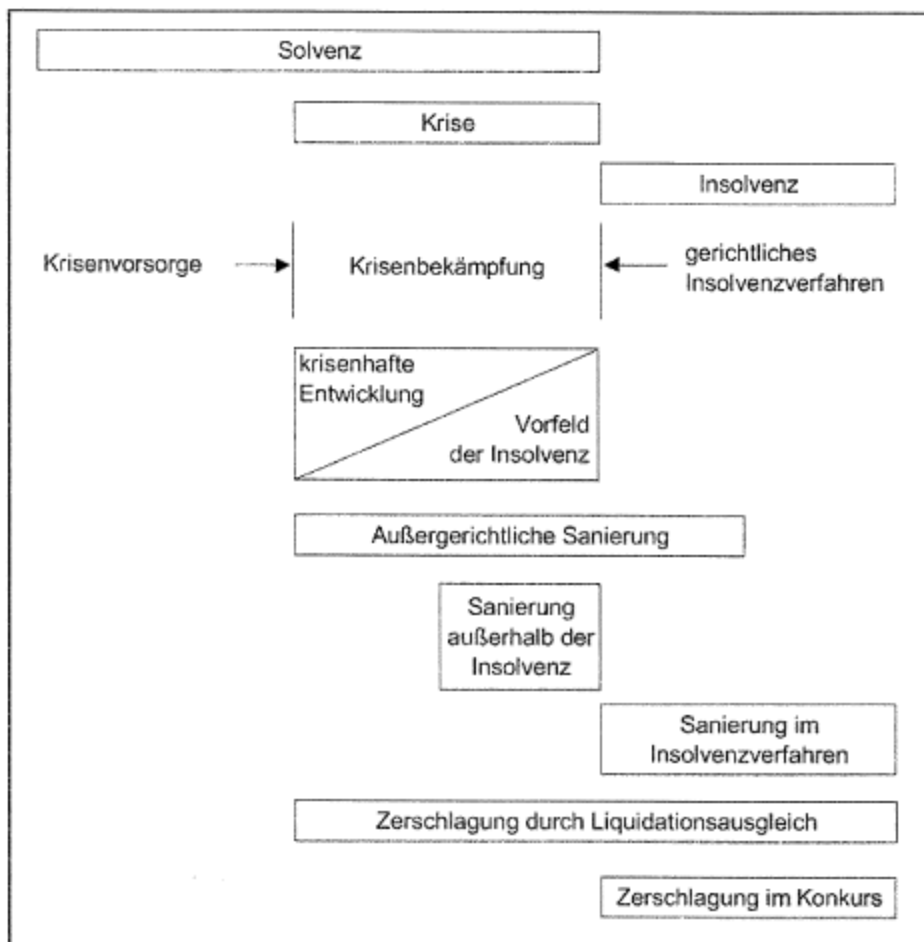 Solvenz
Krise
Insolvenz
Krisenvorsorge
Krisenbekämpfung
gerichtliches
Insolvenzverfahren
krisenhafte
Entwicklung
Vorfeld
der Insolvenz
Außergerichtliche Sanierung
Sanierung
außerhalb der
Insolvenz
Sanierung im
Insolvenzverfahren
Zerschlagung durch Liquidationsausgleich
Zerschlagung im Konkurs